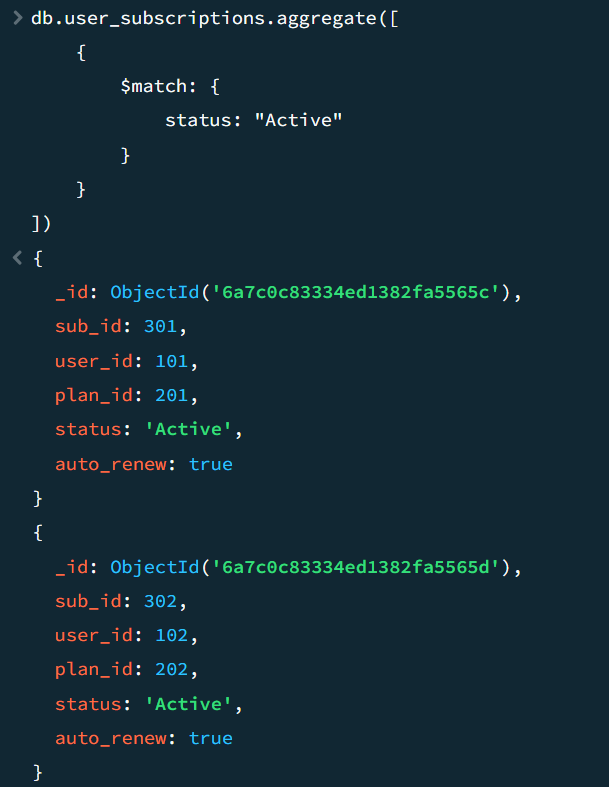 db.user_subscriptions.aggregate([
{
$match: {
status: "Active"
}
}
])
{
_id: ObjectId('6a7c0c83334ed1382fa5565c'),
sub_id: 301,
user_id: 101,
plan_id: 201,
status: 'Active',
auto_renew: true
}
{
_id: ObjectId('6a7c0c83334ed1382fa5565d'),
sub_id: 302,
user_id: 102,
plan_id: 202,
status: 'Active',
auto_renew: true
}